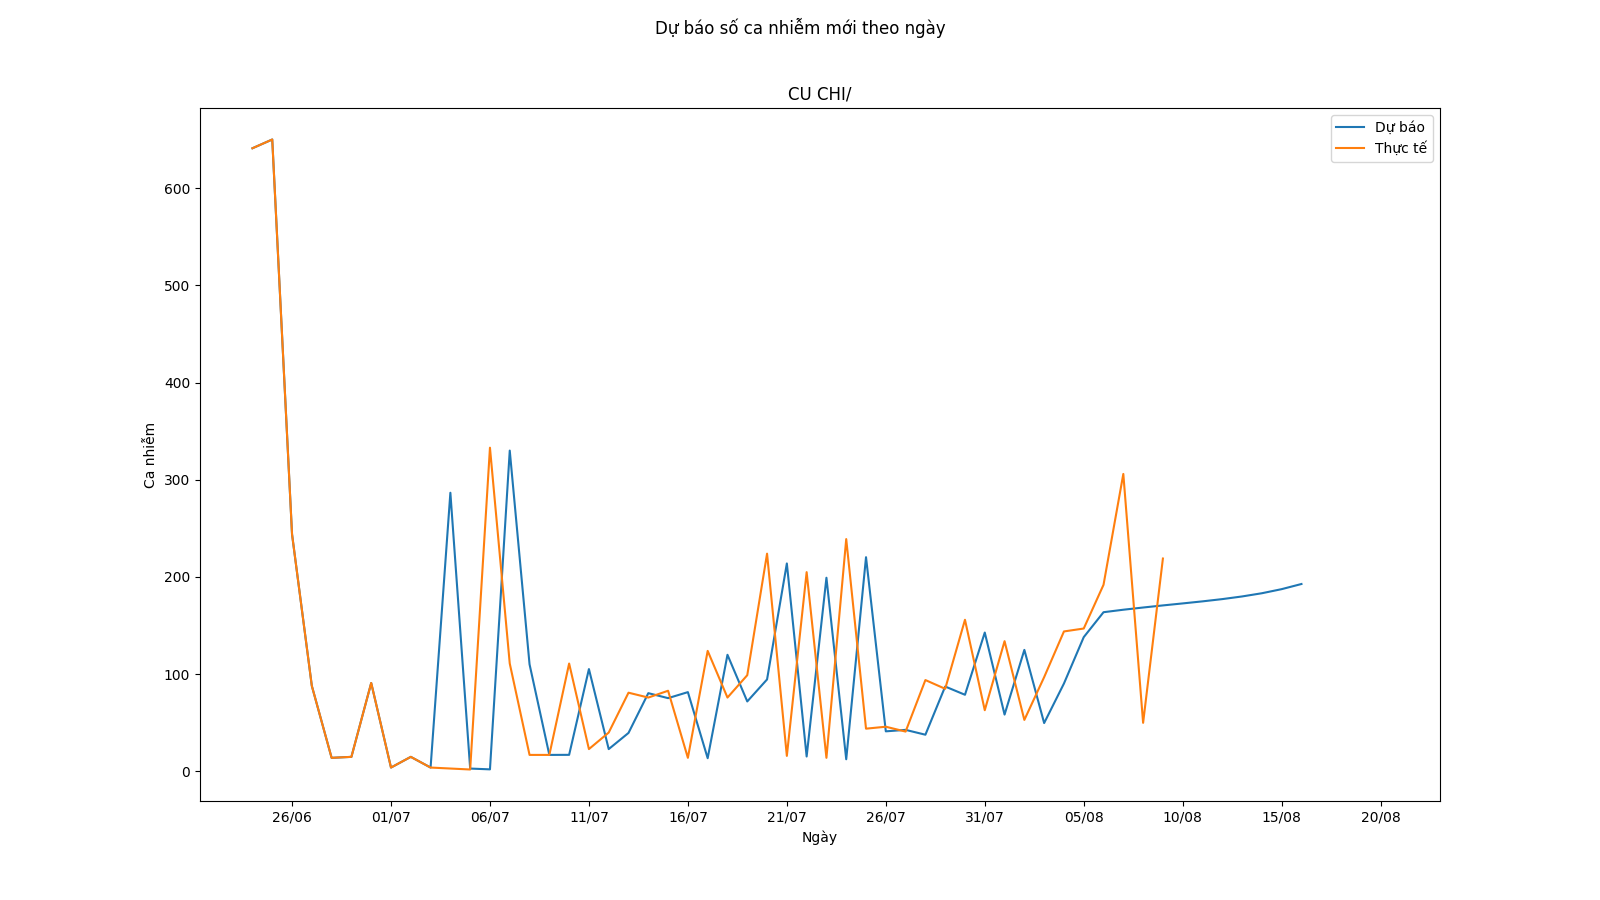 Dự báo số ca nhiễm mới theo ngày
CU CHI/
Dự báo
Thực tế
600
500
400
300
200
100
0
Ca nhiễm
26/06 01/07 06/07 11/07 16/07 21/07 26/07 31/07 05/08 10/08 15/08 20/08
Ngày